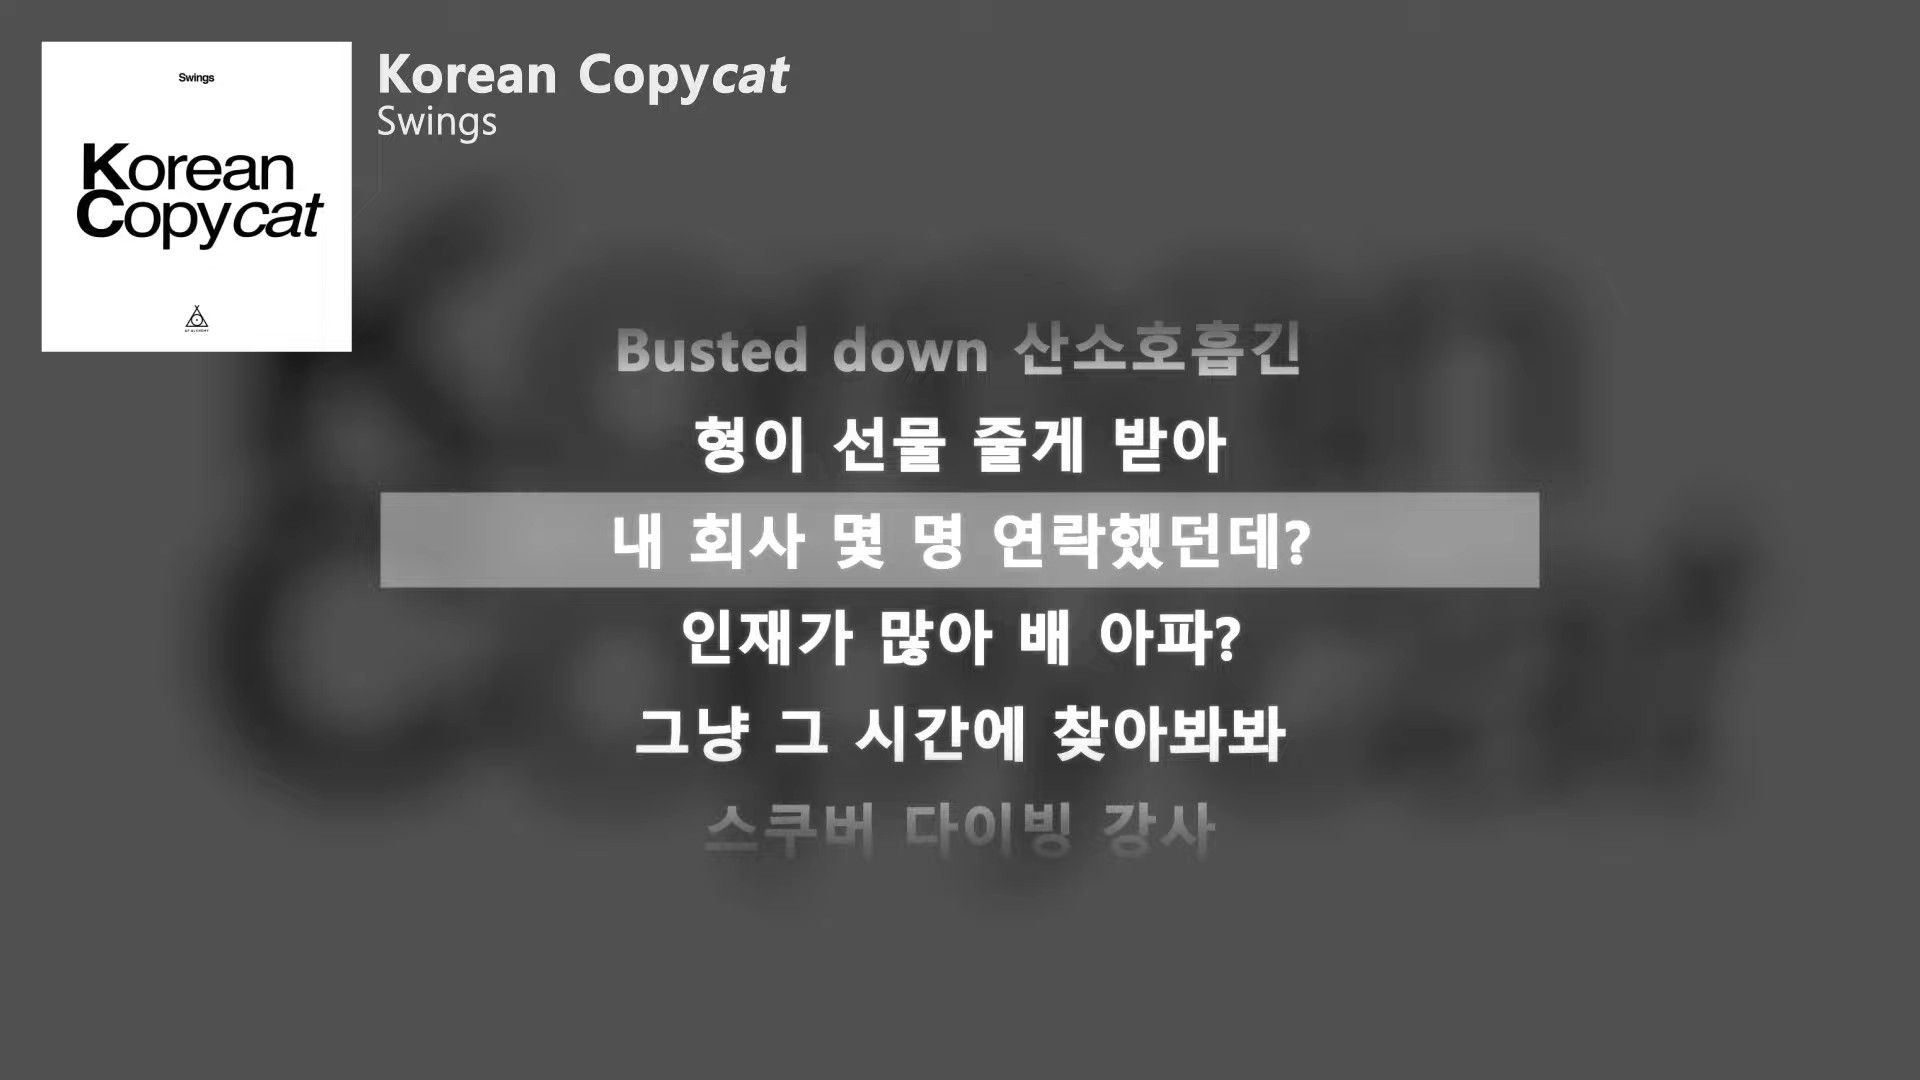 Swings
Korean
Copycat
AP ALCHEMY
Korean Copycat
Swings
Busted down 산소호흡긴
형이 선물 줄게 받아
내 회사 몇 명 연락했던데?
인재가 많아 배 아파?
그냥 그 시간에 찾아봐봐
스쿠버 다이빙 강사